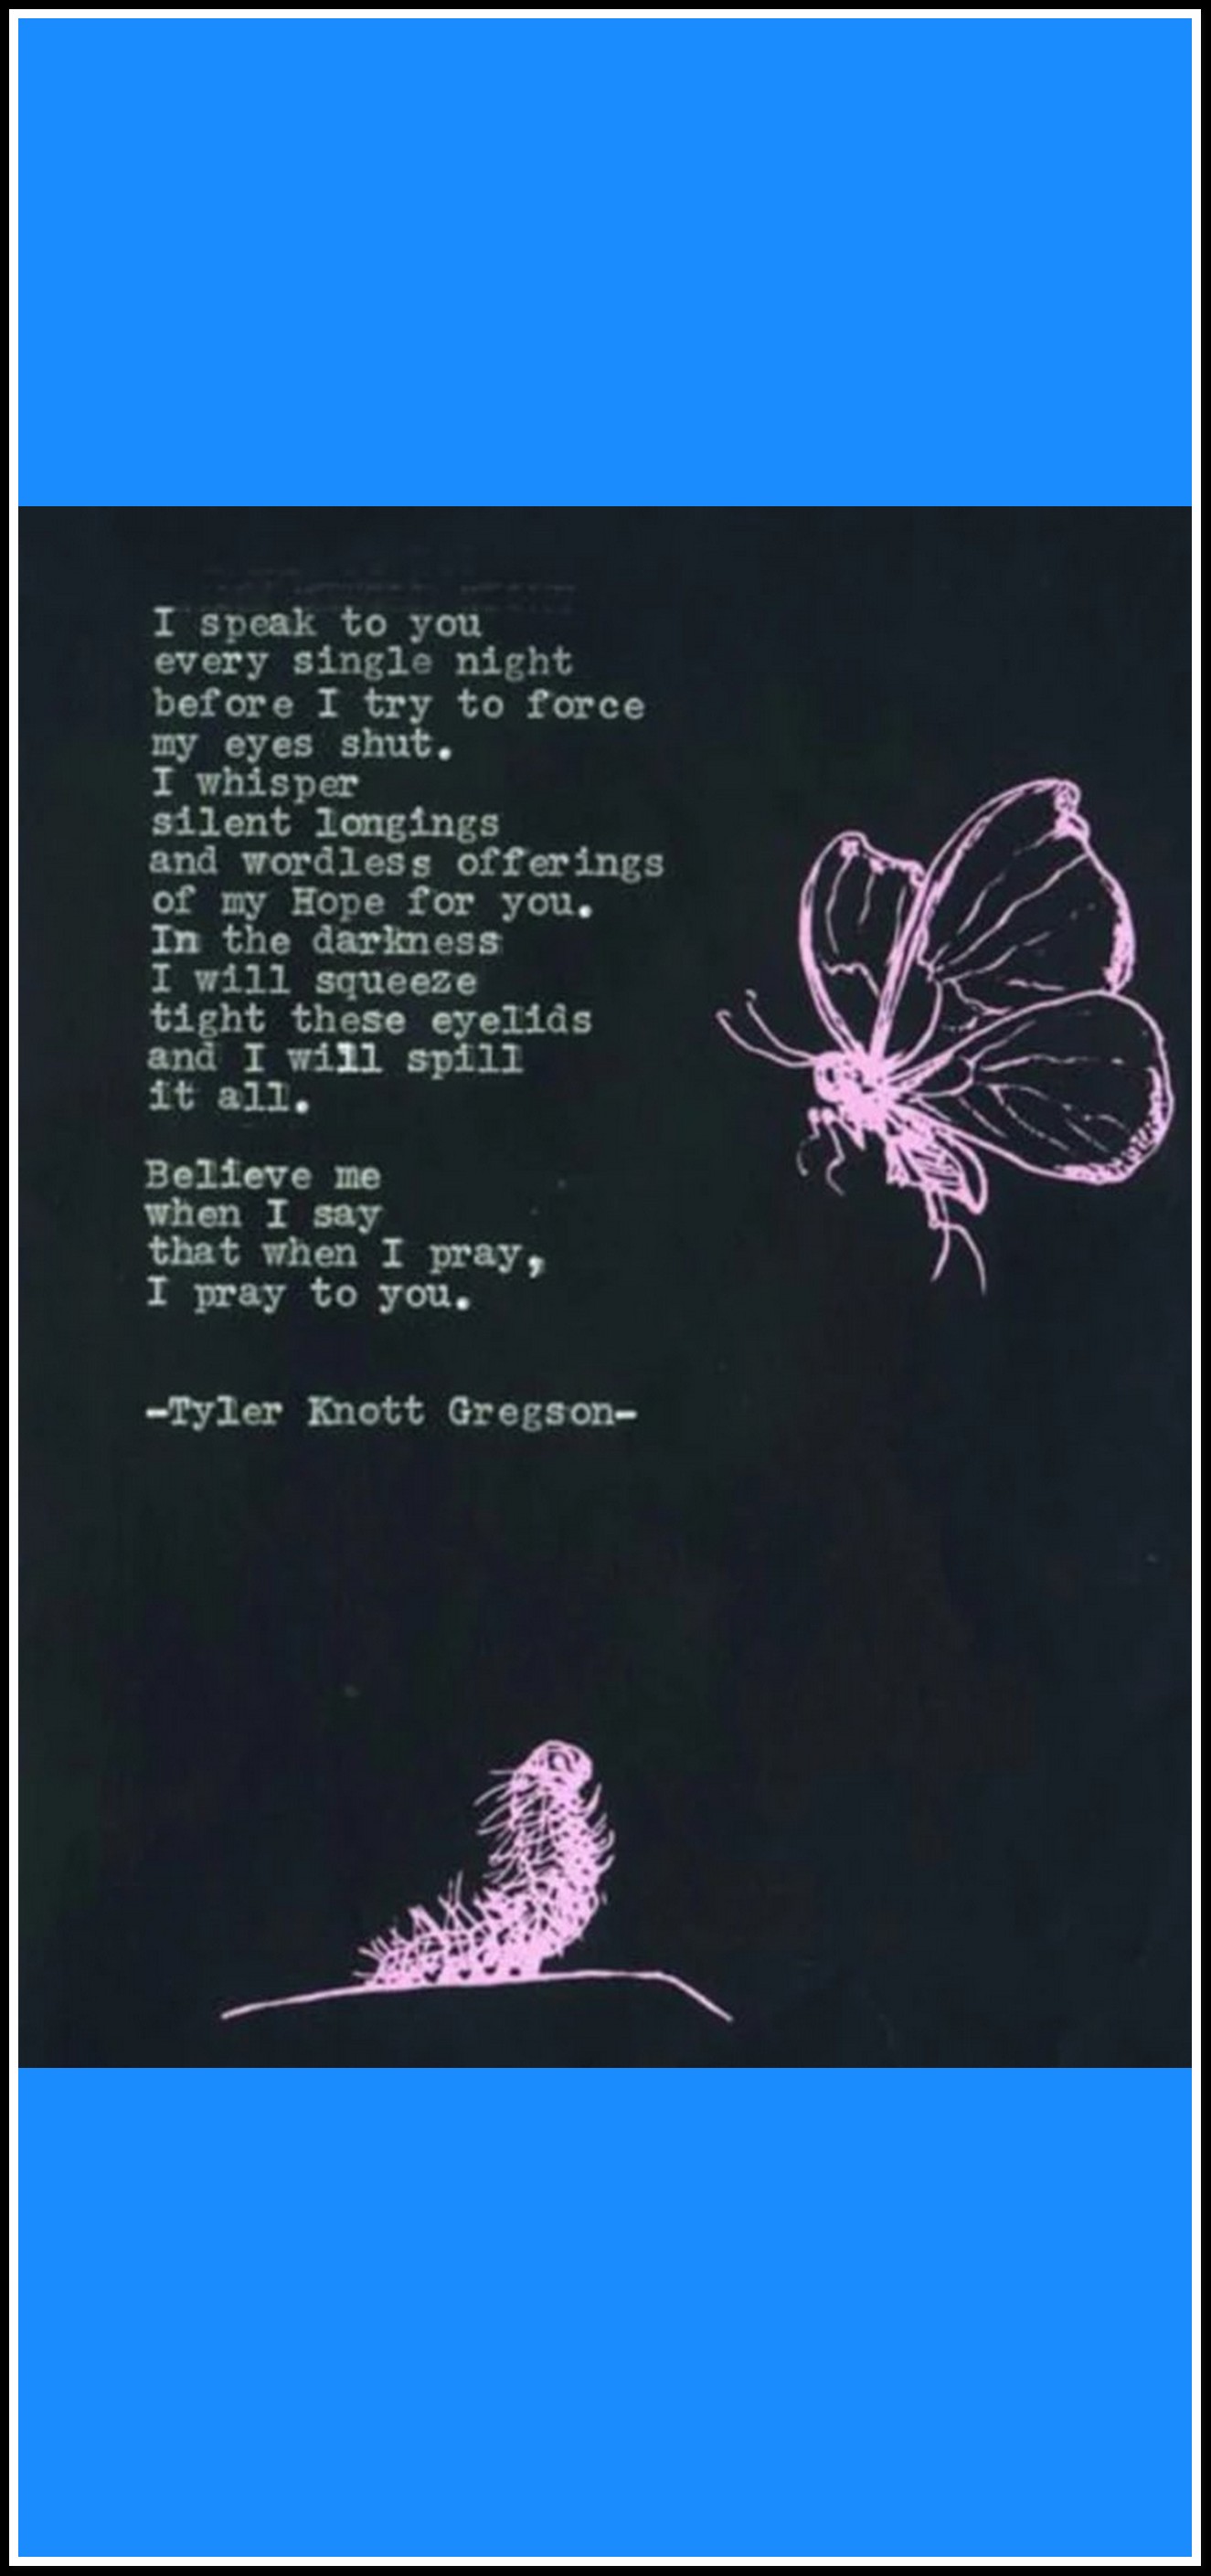 I speak to you
every single night
before I try to force
my eyes shut.
I whisper
silent longings
and wordless offerings
of my Hope for you.
In the darkness
I will squeeze
tight these eyelids
and I will spill
it all.
Believe me
when I say
that when I pray,
I pray to you.
-Tyler Knott Gregson-